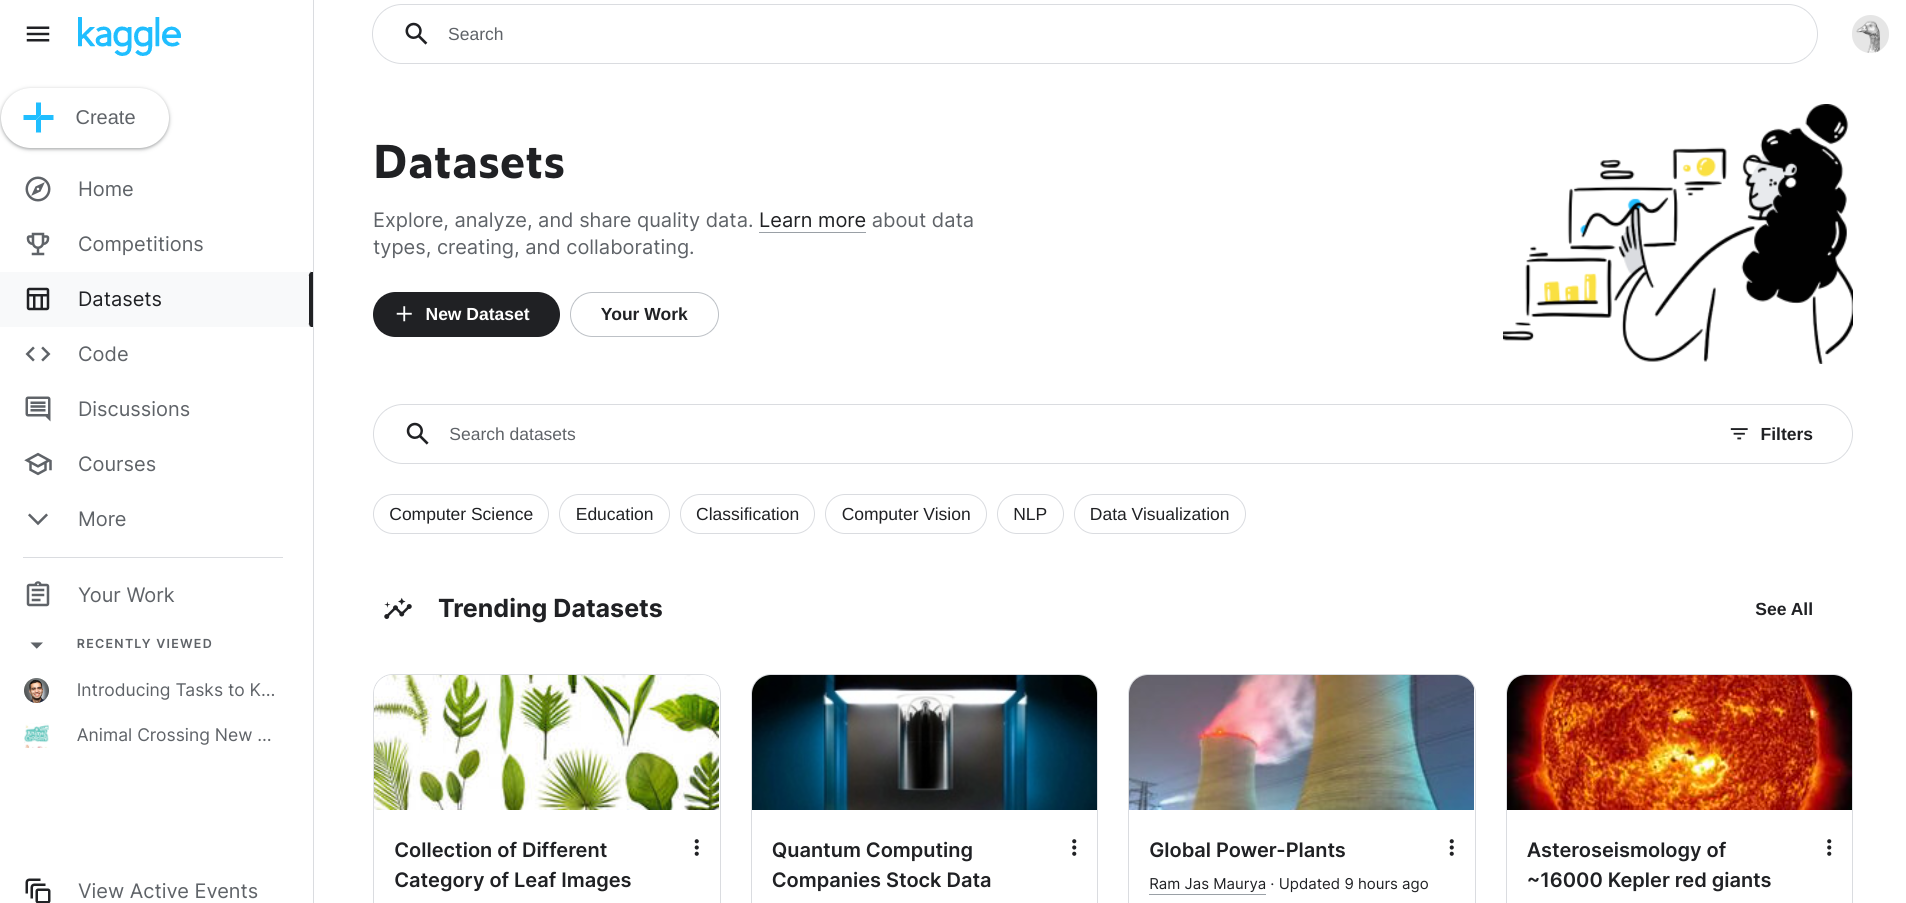 kaggle
Search
Create
Home
Competitions
Datasets
Code
Discussions
Courses
More
Your Work
RECENTLY VIEWED
Introducing Tasks to K...
Animal Crossing New ...
View Active Events
Datasets
Explore, analyze, and share quality data. Learn more about data
types, creating, and collaborating.
New Dataset
Your Work
Search datasets
Filters
Computer Science
Education
Classification
Computer Vision
NLP
Data Visualization
Trending Datasets
See All
Collection of Different
Category of Leaf Images
Quantum Computing
Companies Stock Data
Global Power-Plants
Ram Jas Maurya · Updated 9 hours ago
Asteroseismology of
~16000 Kepler red giants